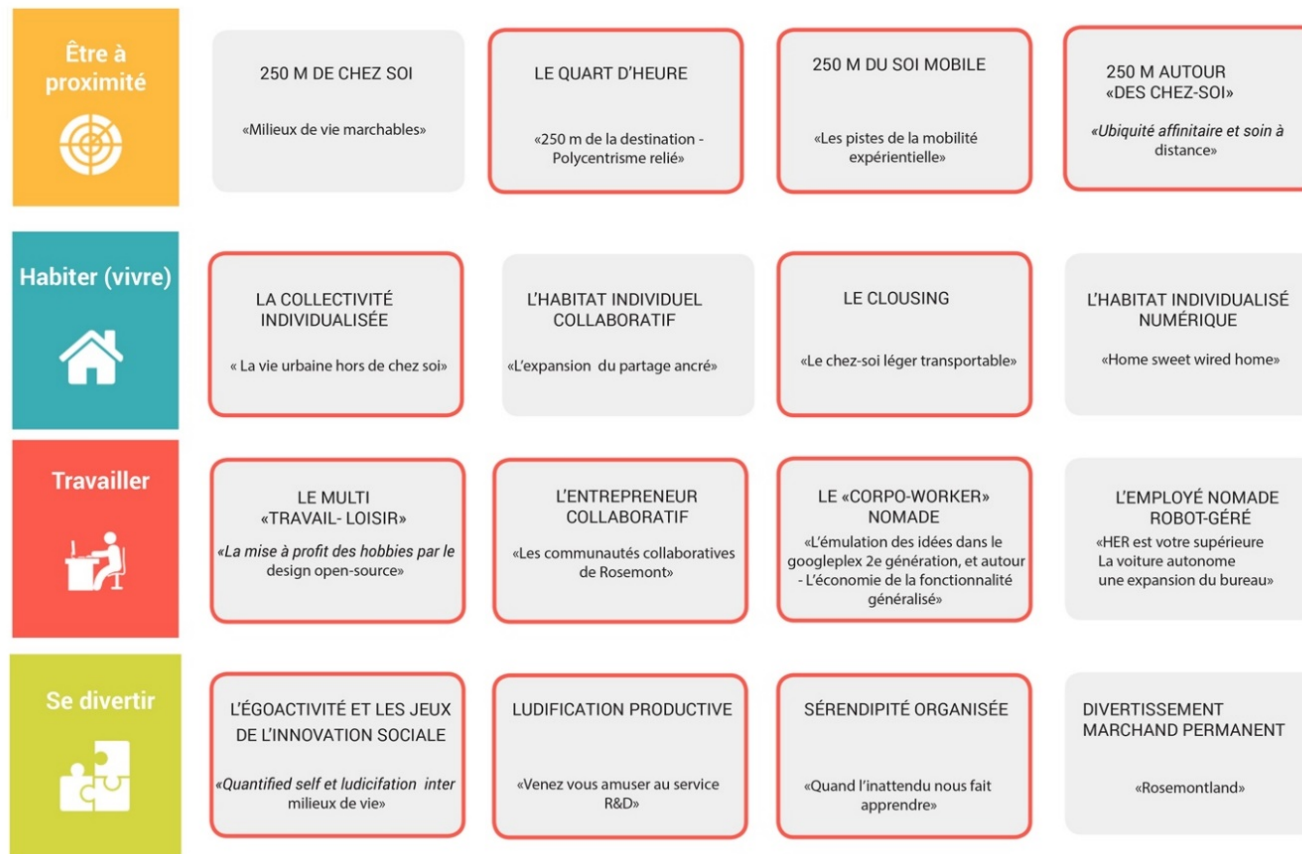 Être à
proximité
250 M DE CHEZ SOI
«Milieux de vie marchables»
LE QUART D'HEURE
«250 m de la destination -
Polycentrisme relié»
250 M DU SOI MOBILE
«Les pistes de la mobilité
expérientielle»
250 M AUTOUR
«DES CHEZ-SOI»
«Ubiquité affinitaire et soin à
distance»
Habiter (vivre)
LA COLLECTIVITÉ
INDIVIDUALISÉE
« La vie urbaine hors de chez soi»
L'HABITAT INDIVIDUEL
COLLABORATIF
«L'expansion du partage ancré»
LE CLOUSING
«Le chez-soi léger transportable»
L'HABITAT INDIVIDUALISÉ
NUMÉRIQUE
«Home sweet wired home»
Travailler
LE MULTI
«TRAVAIL- LOISIR»
«La mise à profit des hobbies par le
design open-source»
L'ENTREPRENEUR
COLLABORATIF
«Les communautés collaboratives
de Rosemont»
LE «CORPO-WORKER»
NOMADE
«L'émulation des idées dans le
googleplex 2e génération, et autour
- L'économie de la fonctionnalité
généralisé»
L'EMPLOYÉ NOMADE
ROBOT-GÉRÉ
«HER est votre supérieure
La voiture autonome
une expansion du bureau»
Se divertir
L'ÉGOACTIVITÉ ET LES JEUX
DE L'INNOVATION SOCIALE
«Quantified self et ludicifation inter
milieux de vie»
LUDIFICATION PRODUCTIVE
«Venez vous amuser au service
R&D»
SÉRENDIPITÉ ORGANISÉE
«Quand l'inattendu nous fait
apprendre»
DIVERTISSEMENT
MARCHAND PERMANENT
«Rosemontland»